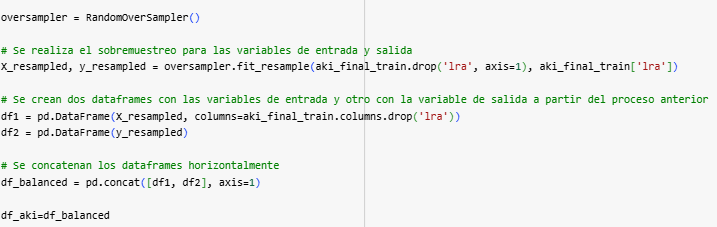 oversampler = RandomOverSampler()
# Se realiza el sobremuestreo para las variables de entrada y salida
X_resampled, y_resampled = oversampler.fit_resample(aki_final_train.drop('lra', axis=1), aki_final_train['lra'])
# Se crean dos dataframes con las variables de entrada y otro con la variable de salida a partir del proceso anterior
df1 = pd.DataFrame(X_resampled, columns=aki_final_train.columns.drop('lra'))
df2 = pd.DataFrame(y_resampled)
# Se concatenan los dataframes horizontalmente
df_balanced = pd.concat([df1, df2], axis=1)
df_aki=df_balanced